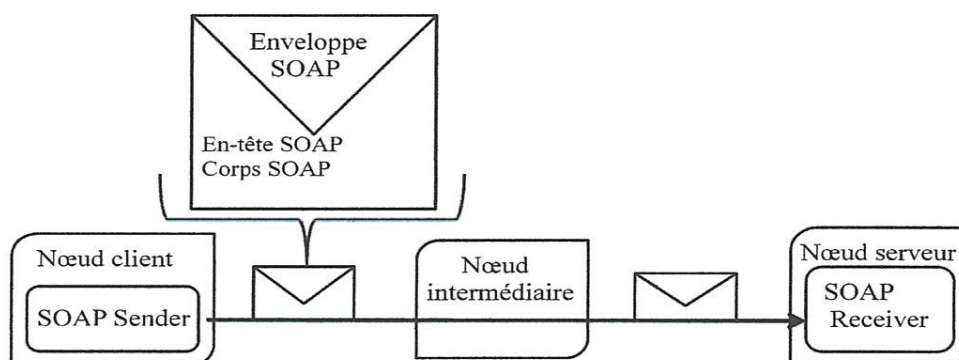 Enveloppe
SOAP
En-tête SOAP
Corps SOAP
Nœud client
SOAP Sender
Nœud
intermédiaire
Nœud serveur
SOAP
Receiver